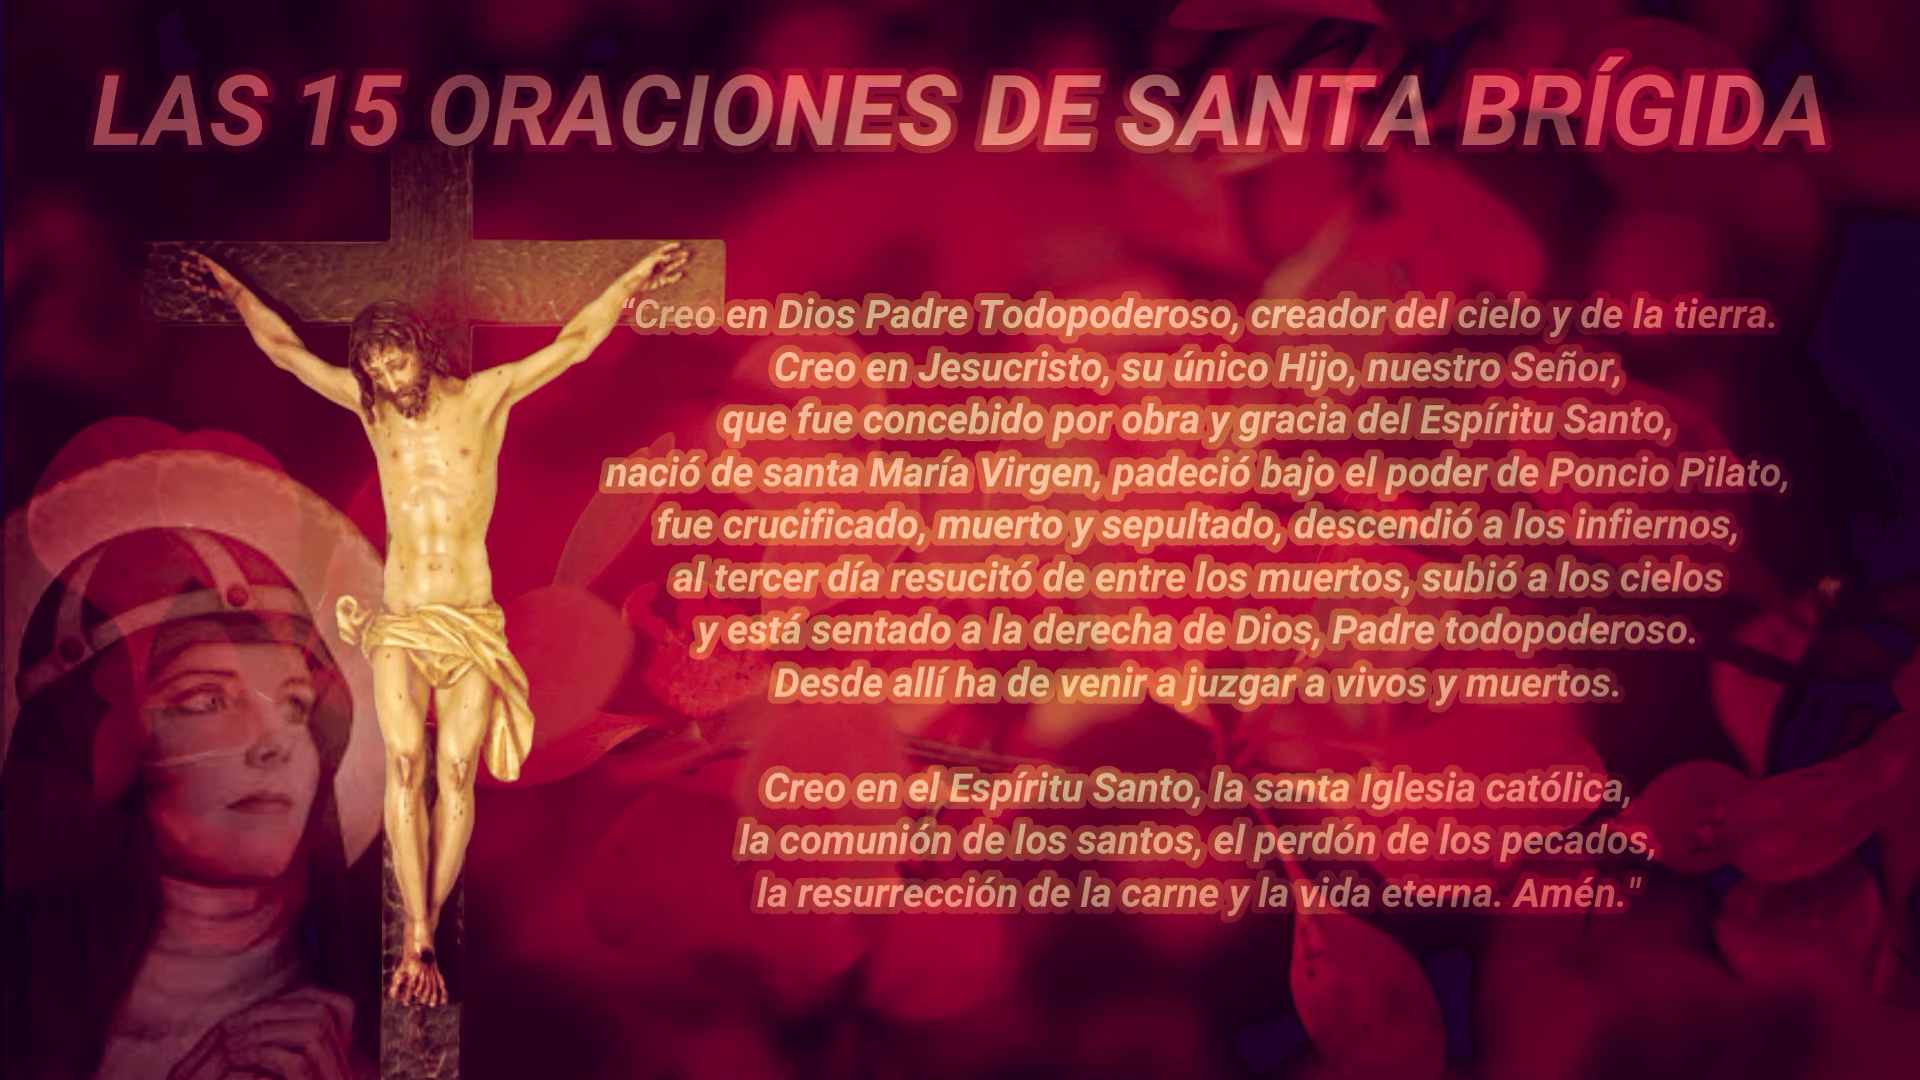 LAS 15 ORACIONES DE SANTA BRÍGIDA
“Creo en Dios Padre Todopoderoso, creador del cielo y de la tierra.
Creo en Jesucristo, su único Hijo, nuestro Señor,
que fue concebido por obra y gracia del Espíritu Santo,
nació de santa María Virgen, padeció bajo el poder de Poncio Pilato,
fue crucificado, muerto y sepultado, descendió a los infiernos,
al tercer día resucitó de entre los muertos, subió a los cielos
y está sentado a la derecha de Dios, Padre todopoderoso.
Desde allí ha de venir a juzgar a vivos y muertos.
Creo en el Espíritu Santo, la santa Iglesia católica,
la comunión de los santos, el perdón de los pecados,
la resurrección de la carne y la vida eterna. Amén."